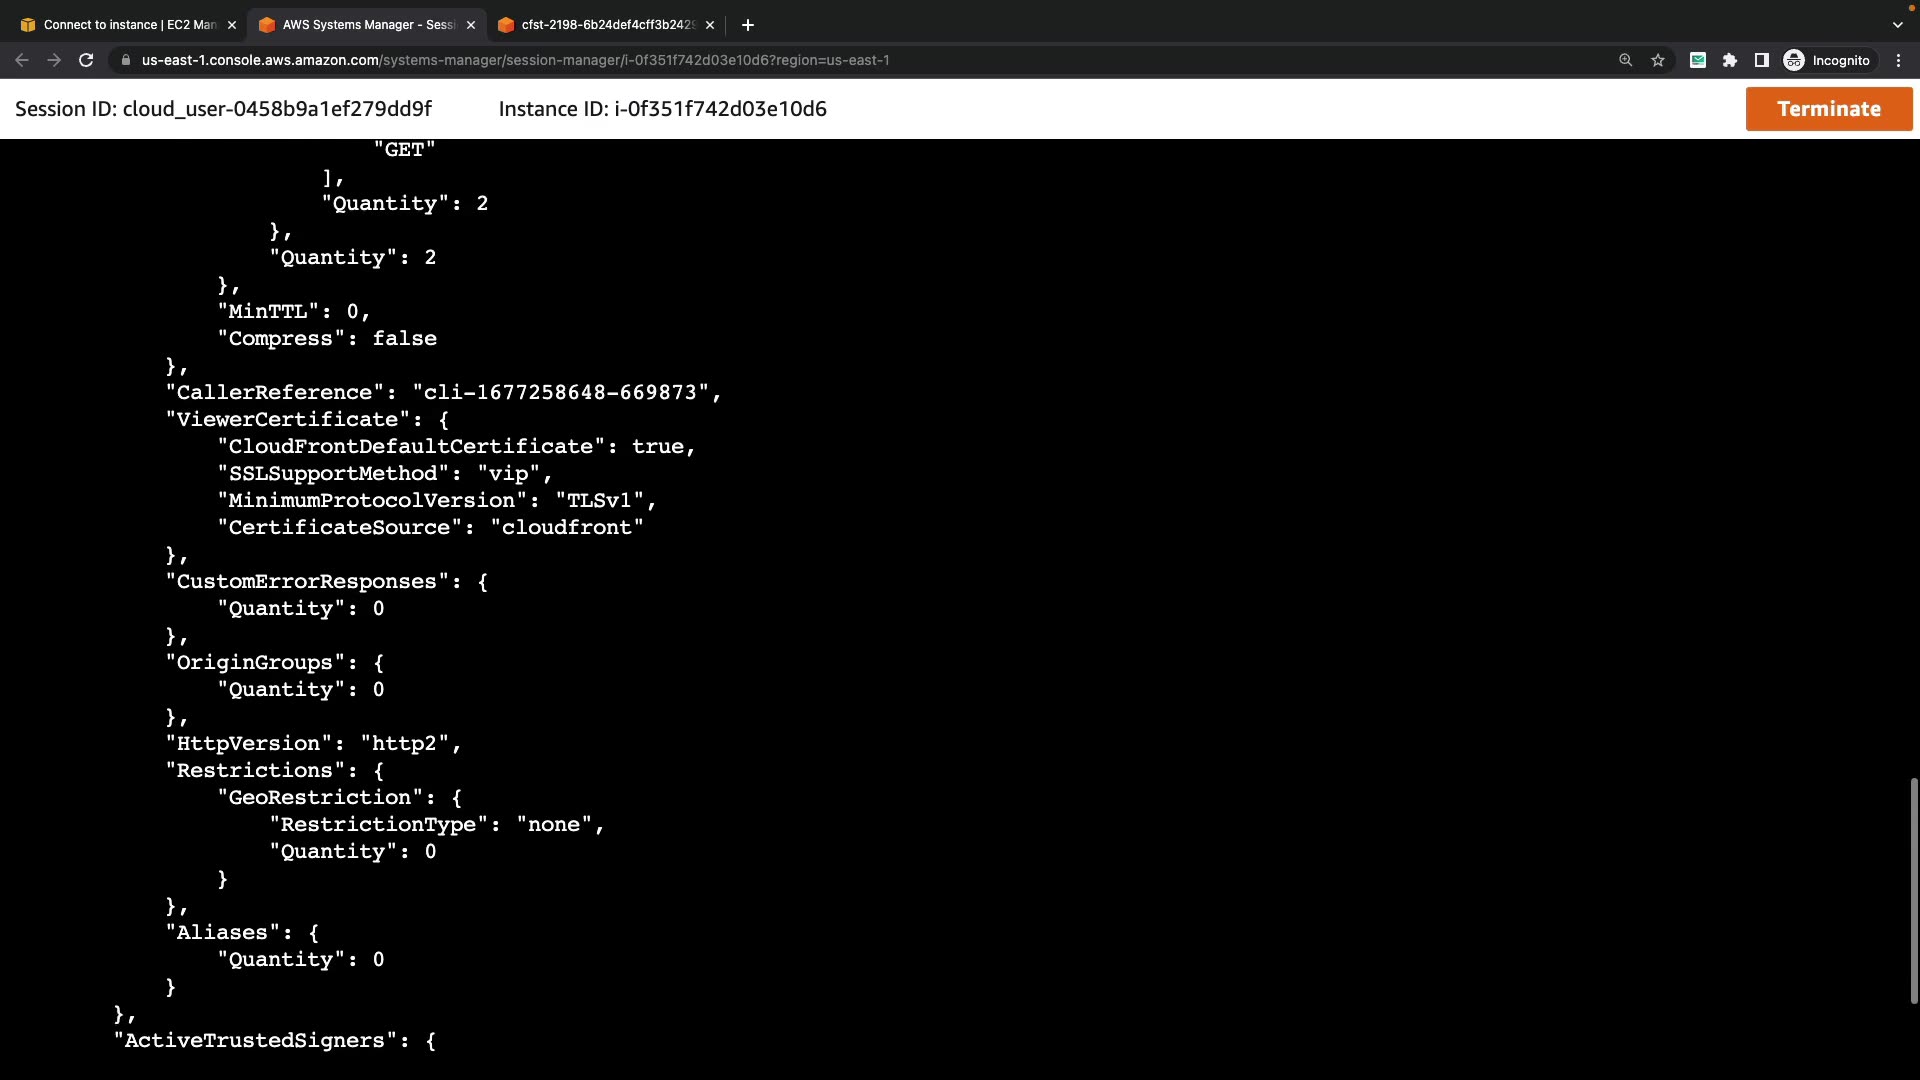 Connect to instance | EC2 Man
AWS Systems Manager - Sessi
cfst-2198-6b24def4cff3b2429
us-east-1.console.aws.amazon.com/systems-manager/session-manager/i-0f351f742d03e10d6?region=us-east-1
Incognito
Session ID: cloud_user-0458b9a1ef279dd9f
Instance ID: i-0f351f742d03e10d6
Terminate
"GET"
],
"Quantity": 2
},
"Quantity": 2
},
"MinTTL": 0,
"Compress": false
},
"CallerReference": "cli-1677258648-669873",
"ViewerCertificate": {
"CloudFrontDefaultCertificate": true,
"SSLSupportMethod": "vip",
"MinimumProtocolVersion": "TLSv1",
"CertificateSource": "cloudfront"
},
"CustomErrorResponses": {
"Quantity": 0
},
"OriginGroups": {
"Quantity": 0
},
"HttpVersion": "http2",
"Restrictions": {
"GeoRestriction": {
"RestrictionType": "none",
"Quantity": 0
}
},
"Aliases": {
"Quantity": 0
}
},
"ActiveTrustedSigners": {